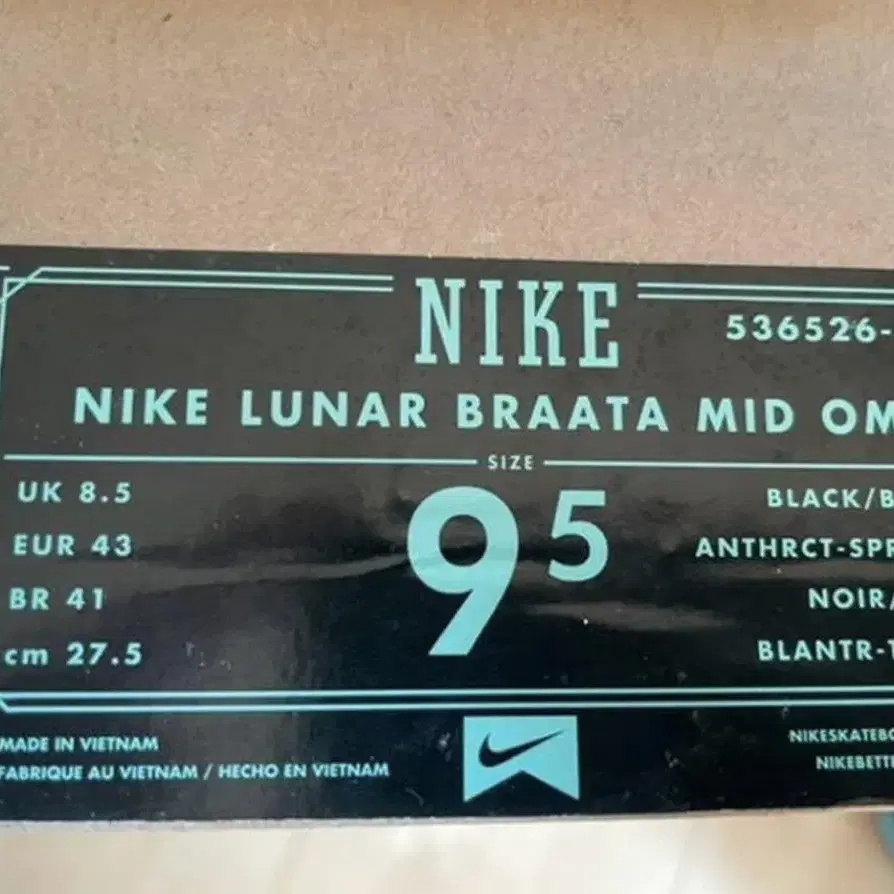 NIKE
536526-
NIKE LUNAR BRAATA MID OM
SIZE
UK 8.5
EUR 43
BR 41
cm 27.5
9 5
BLACK/B
ANTHRCT-SP
NOIR/
BLANTR-T
MADE IN VIETNAM
FABRIQUE AU VIETNAM / HECHO EN VIETNAM
NIKESKATEBO
NIKEBETTE